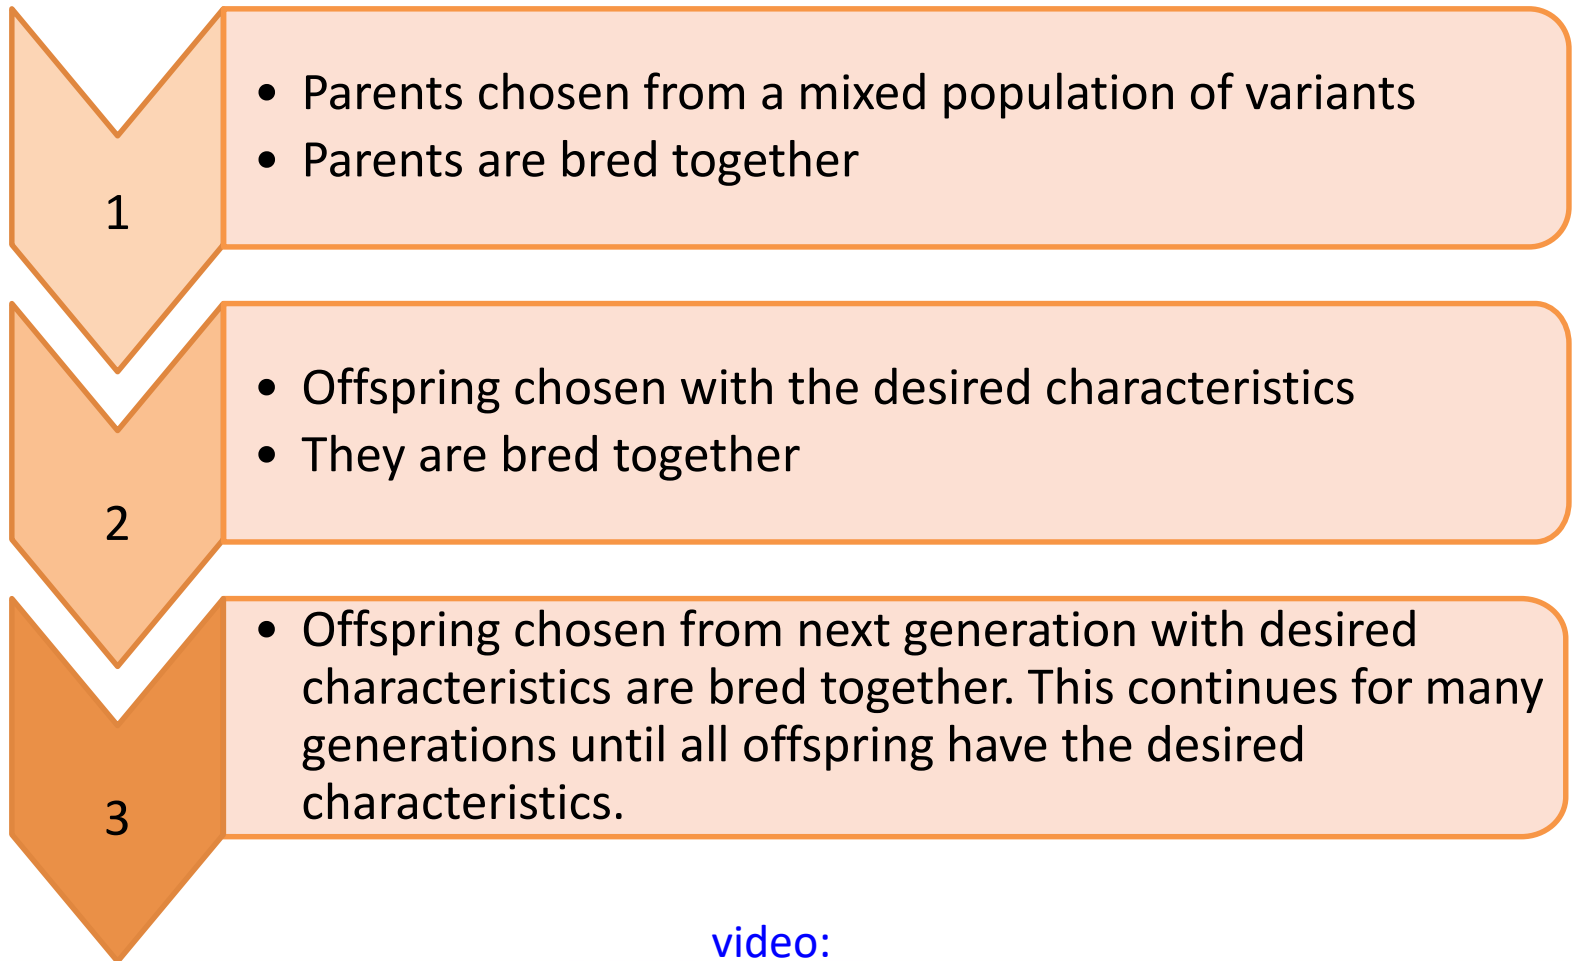 1
• Parents chosen from a mixed population of variants
• Parents are bred together
2
• Offspring chosen with the desired characteristics
• They are bred together
3
• Offspring chosen from next generation with desired
characteristics are bred together. This continues for many
generations until all offspring have the desired
characteristics.
video: